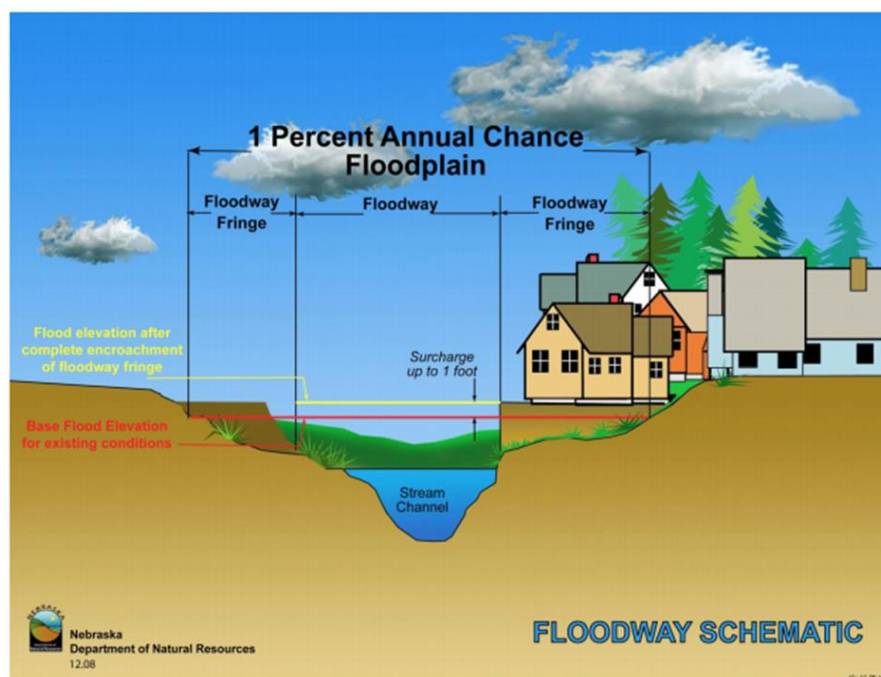 1 Percent Annual Chance
Floodplain
Floodway
Fringe
Floodway
Floodway
Fringe
Flood elevation after
complete encroachment
of floodway fringe
Surcharge
up to 1 foot
Base Flood Elevation
for existing conditions
Stream
Channel
NEBRASKA
Nebraska
Department of Natural Resources
12.08
FLOODWAY SCHEMATIC